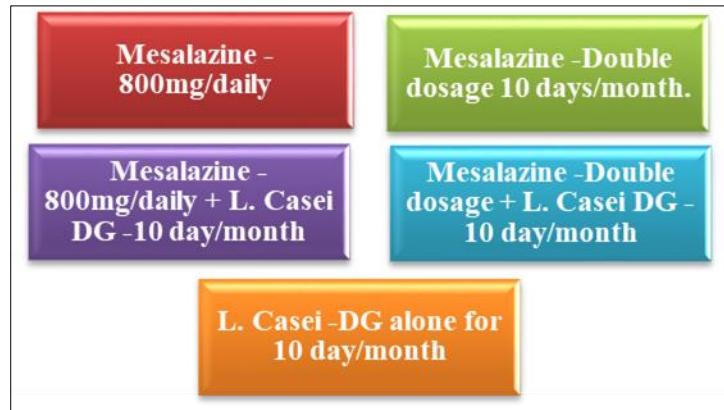 Mesalazine -
800mg/daily
Mesalazine -Double
dosage 10 days/month.
Mesalazine -
800mg/daily + L. Casei
DG -10 day/month
Mesalazine -Double
dosage + L. Casei DG -
10 day/month
L. Casei -DG alone for
10 day/month